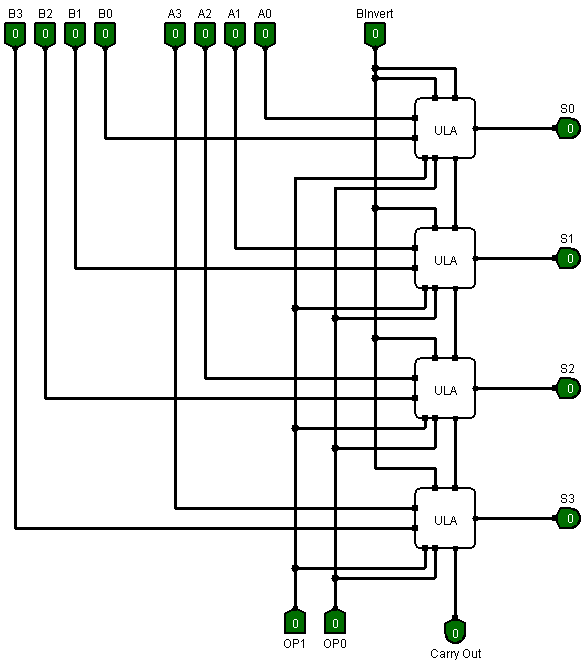 B3 B2 B1 B0 A3 A2 A1 A0 BInvert
0 0 0 0 0 0 0 0 0
S0
ULA 0
S1
ULA 0
S2
ULA 0
S3
ULA 0
0 0 0
OP1 OP0 Carry Out